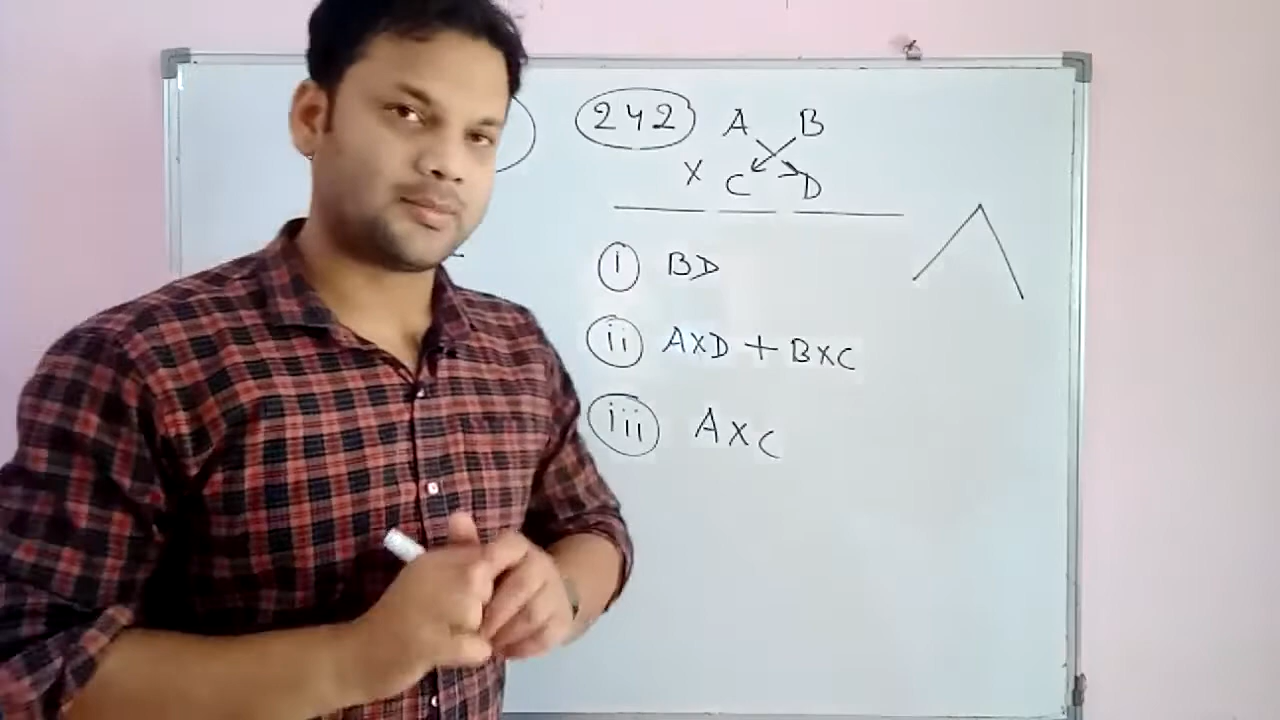 242 A B
X C D
i BD
ii AXD + BXC
iii AXC